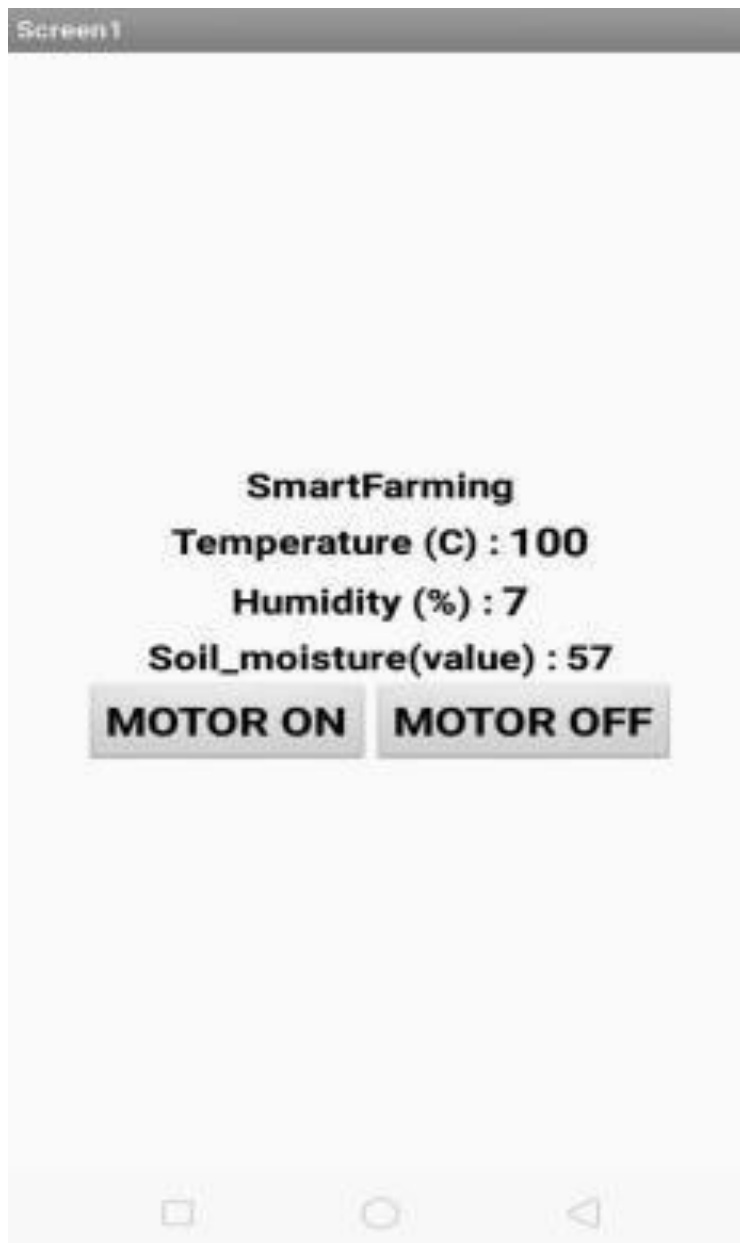 Screen1
SmartFarming
Temperature (C) : 100
Humidity (%) : 7
Soil_moisture(value) : 57
MOTOR ON MOTOR OFF